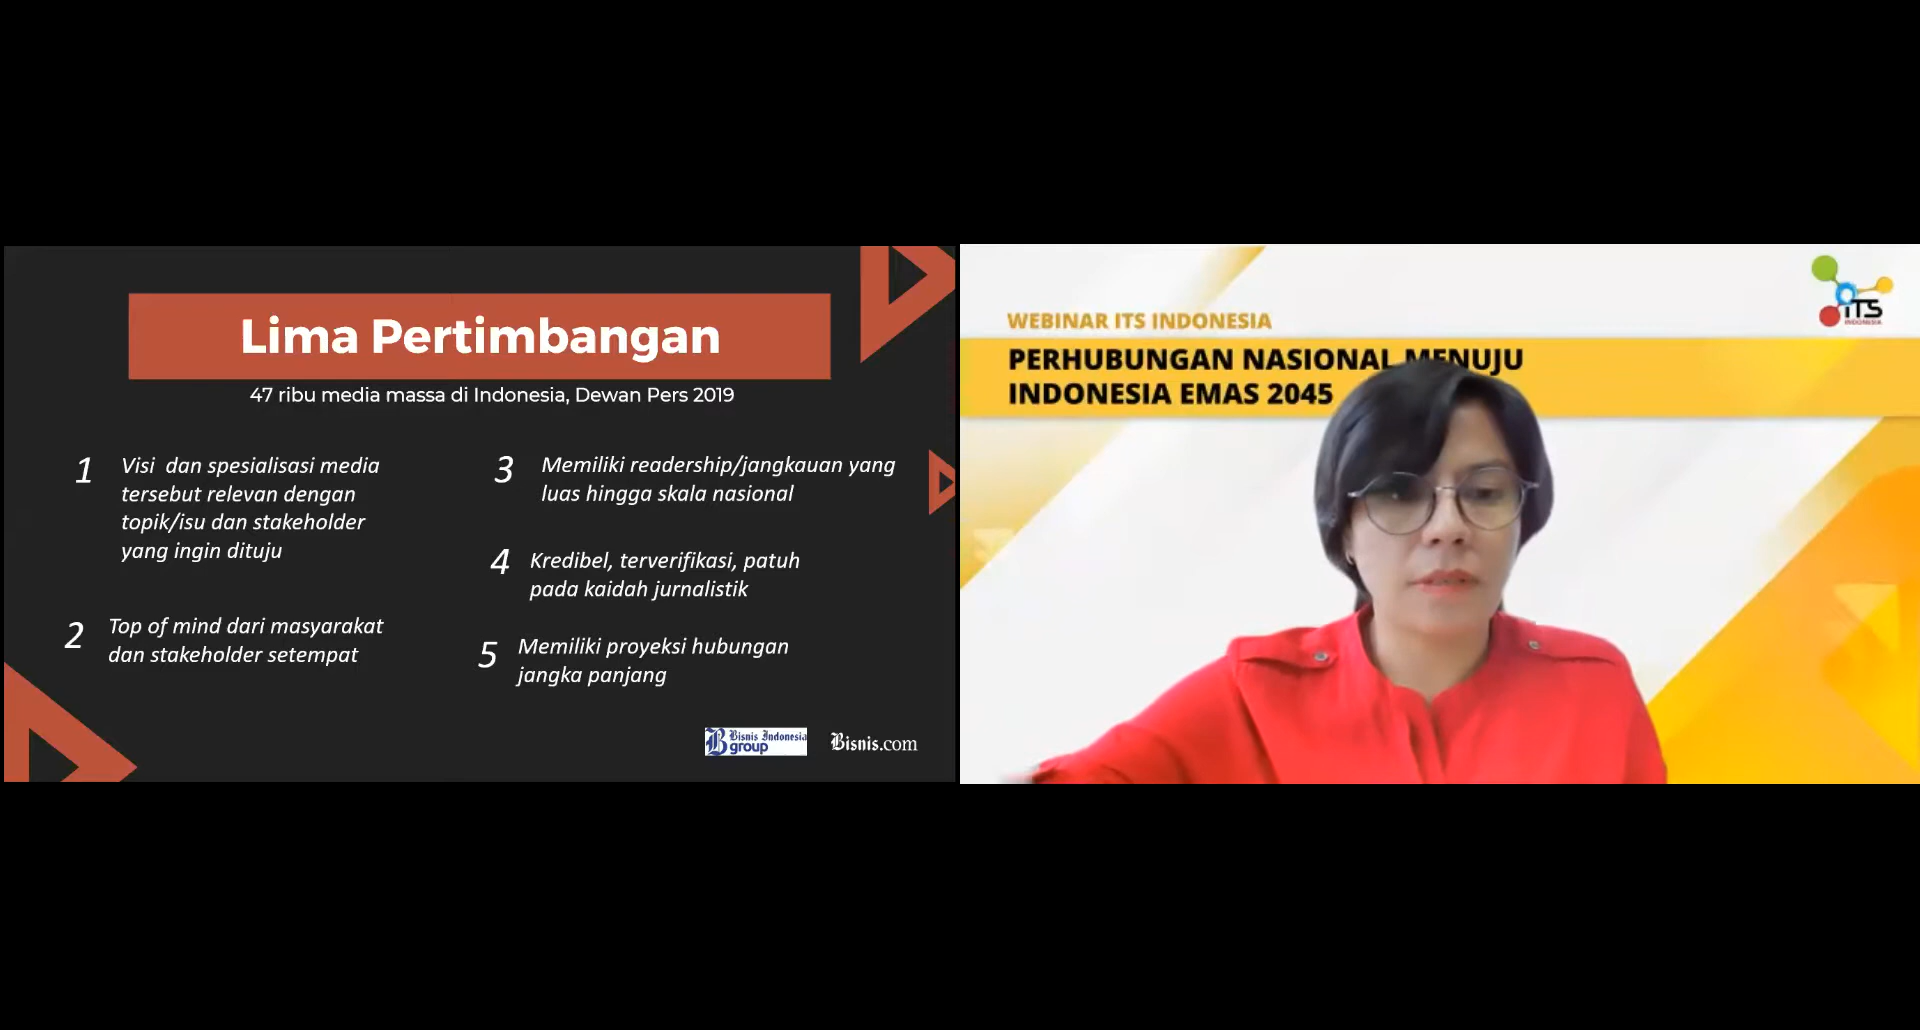 Lima Pertimbangan
47 ribu media massa di Indonesia, Dewan Pers 2019
1
Visi dan spesialisasi media
tersebut relevan dengan
topik/isu dan stakeholder
yang ingin dituju
2
Top of mind dari masyarakat
dan stakeholder setempat
3
Memiliki readership/jangkauan yang
luas hingga skala nasional
4
Kredibel, terverifikasi, patuh
pada kaidah jurnalistik
5
Memiliki proyeksi hubungan
jangka panjang
Bisnis Indonesia
group
Bisnis.com
WEBINAR ITS INDONESIA
PERHUBUNGAN NASIONAL MENUJU
INDONESIA EMAS 2045
iTS
INDONESIA